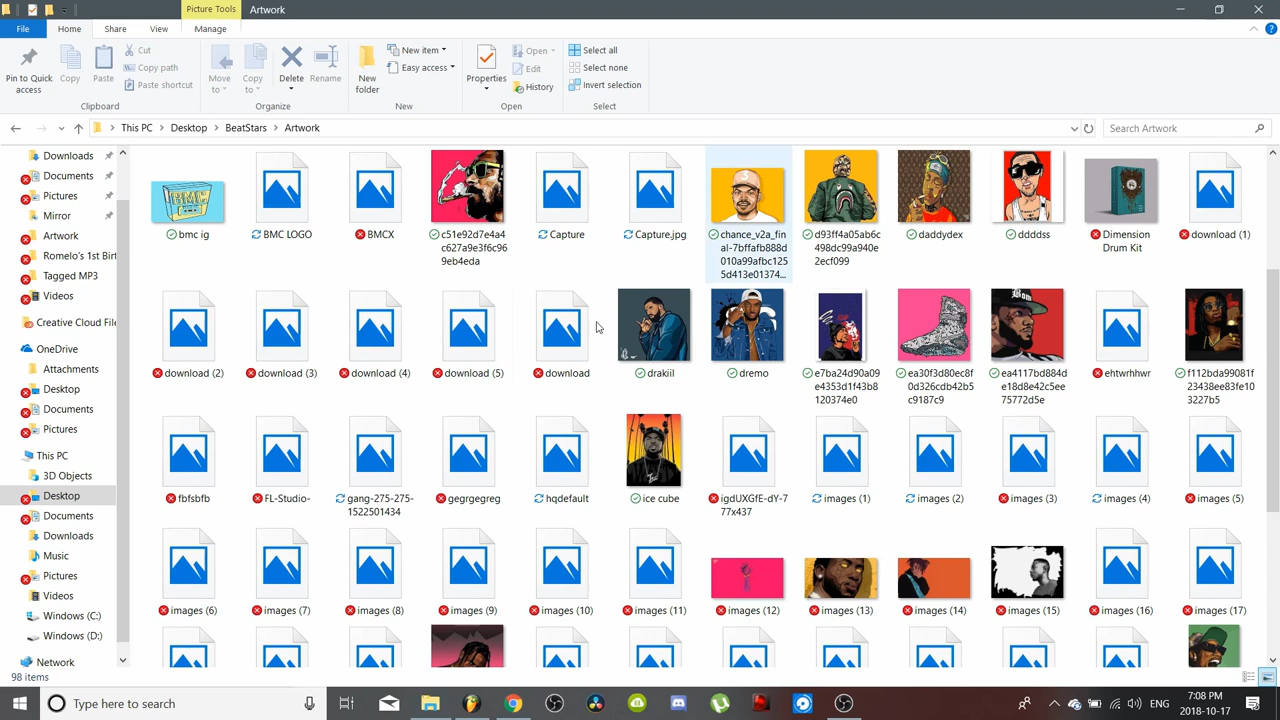 Picture Tools Artwork
File Home Share View Manage
Pin to Quick access
Copy
Paste
Cut
Copy path
Paste shortcut
Clipboard
Move to
Copy to
Delete
Rename
Organize
New folder
New item
Easy access
New
Properties
Open
Edit
History
Open
Select all
Select none
Invert selection
Select
This PC Desktop BeatStars Artwork
Search Artwork
Downloads
Documents
Pictures
Mirror
Artwork
Romelo's 1st Birt
Tagged MP3
Videos
Creative Cloud File
OneDrive
Attachments
Desktop
Documents
Pictures
This PC
3D Objects
Desktop
Documents
Downloads
Music
Pictures
Videos
Windows (C:)
Windows (D:)
Network
bmc ig
BMC LOGO
BMCX
c51e92d7e4a4
c627a9e3f6c96
9eb4eda
Capture
Capture.jpg
chance_v2a_fin
al-7bffafb888d
010a99afbc125
5d413e01374...
d93ff4a05ab6c
498dc99a940e
2ecf099
daddydex
ddddss
Dimension
Drum Kit
download (1)
download (2)
download (3)
download (4)
download (5)
download
drakiil
dremo
e7ba24d90a09
e4353d1f43b8
120374e0
ea30f3d80ec8f
0d326cdb42b5
c9187c9
ea4117bd884d
e18d8e42c5ee
75772d5e
ehtwrhhwr
f112bda99081f
23438ee83fe10
3227b5
fbfsbfb
FL-Studio-
gang-275-275-
1522501434
gegrgegreg
hqdefault
ice cube
igdUXGfE-dY-7
77x437
images (1)
images (2)
images (3)
images (4)
images (5)
images (6)
images (7)
images (8)
images (9)
images (10)
images (11)
images (12)
images (13)
images (14)
images (15)
images (16)
images (17)
98 items
Type here to search
ENG
7:08 PM
2018-10-17